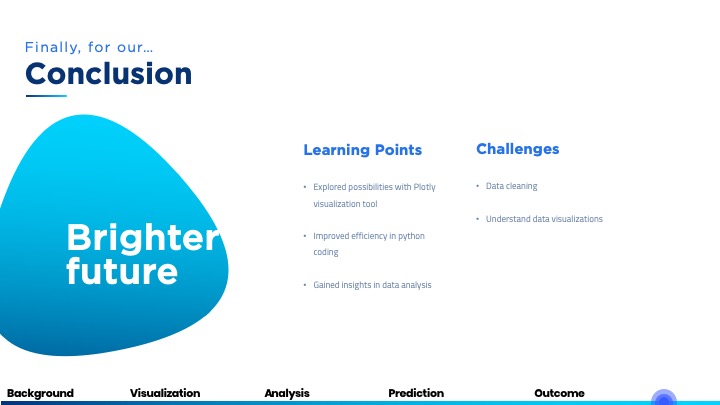 Finally, for our...
Conclusion
Brighter
future
Learning Points
• Explored possibilities with Plotly
visualization tool
• Improved efficiency in python
coding
• Gained insights in data analysis
Challenges
• Data cleaning
• Understand data visualizations
Background Visualization Analysis Prediction Outcome